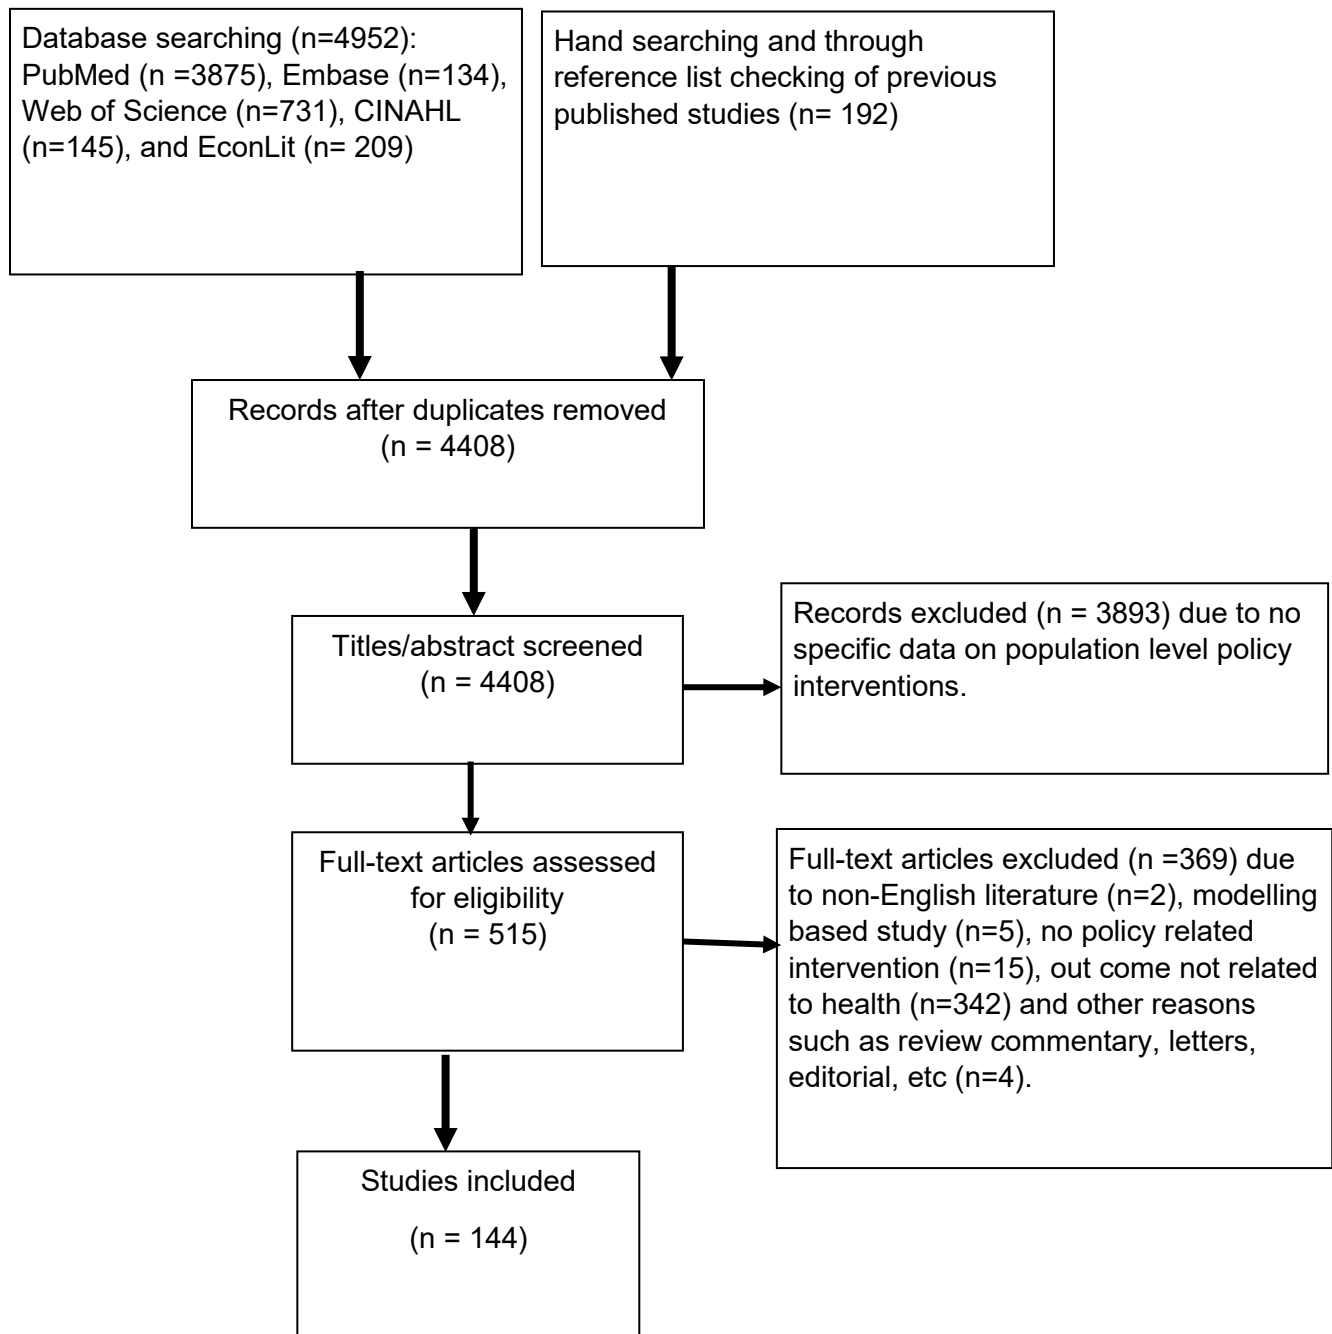 Database searching (n=4952):
PubMed (n =3875), Embase (n=134),
Web of Science (n=731), CINAHL
(n=145), and EconLit (n= 209)
Hand searching and through
reference list checking of previous
published studies (n= 192)
Records after duplicates removed
(n = 4408)
Titles/abstract screened
(n = 4408)
Records excluded (n = 3893) due to no
specific data on population level policy
interventions.
Full-text articles assessed
for eligibility
(n = 515)
Full-text articles excluded (n =369) due
to non-English literature (n=2), modelling
based study (n=5), no policy related
intervention (n=15), out come not related
to health (n=342) and other reasons
such as review commentary, letters,
editorial, etc (n=4).
Studies included
(n = 144)